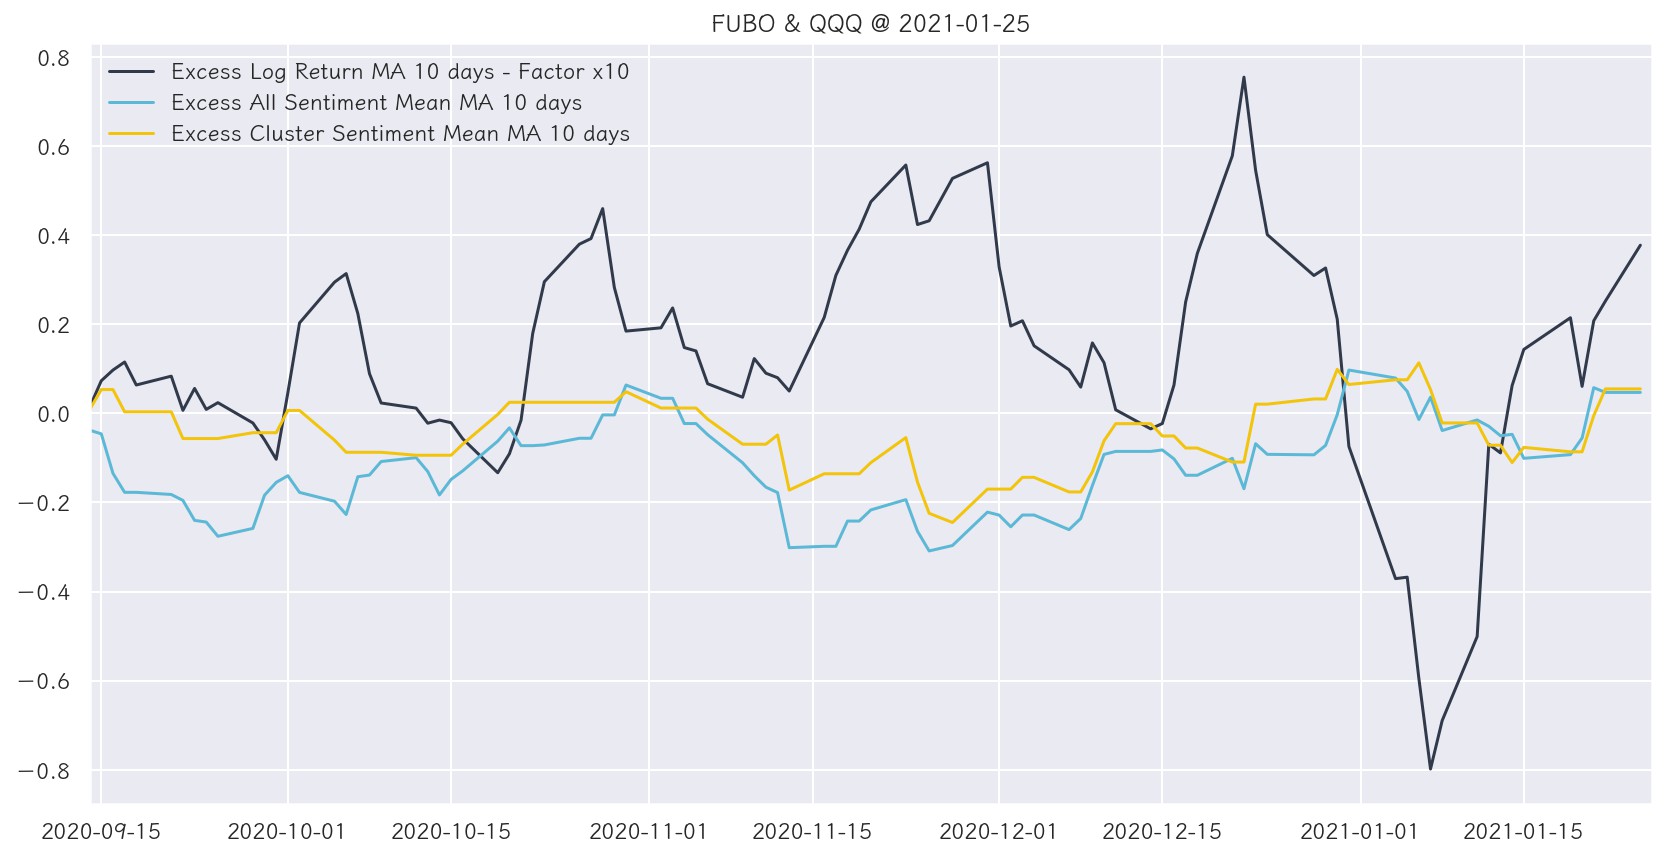 FUBO & QQQ @ 2021-01-25
Excess Log Return MA 10 days - Factor x10
Excess All Sentiment Mean MA 10 days
Excess Cluster Sentiment Mean MA 10 days
0.8
0.6
0.4
0.2
0.0
−0.2
−0.4
−0.6
−0.8
2020-09-15 2020-10-01 2020-10-15 2020-11-01 2020-11-15 2020-12-01 2020-12-15 2021-01-01 2021-01-15